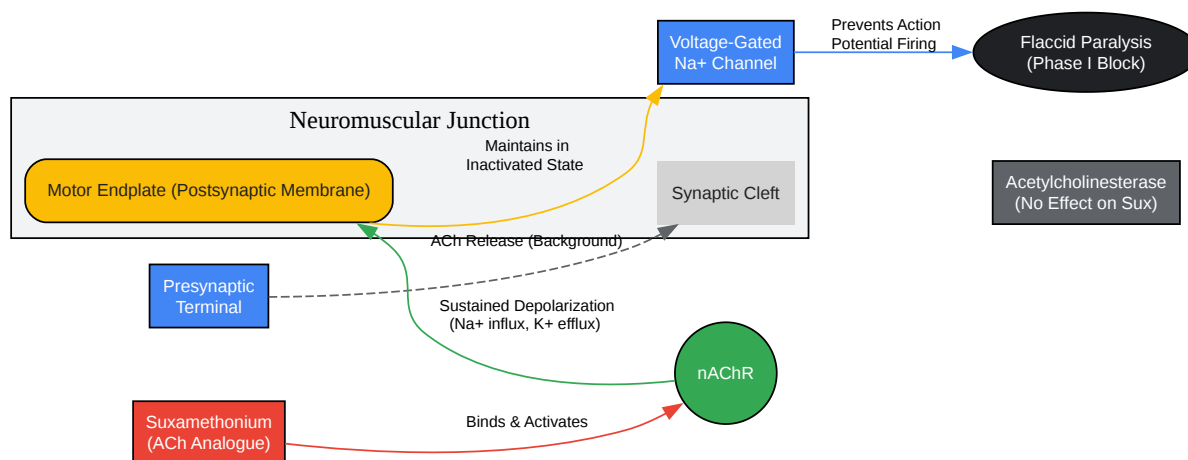 Prevents Action
Potential Firing
Voltage-Gated
Na+ Channel
Flaccid Paralysis
(Phase I Block)
Neuromuscular Junction
Maintains in
Inactivated State
Motor Endplate (Postsynaptic Membrane)
Synaptic Cleft
Acetylcholinesterase
(No Effect on Sux)
ACh Release (Background)
Presynaptic
Terminal
Sustained Depolarization
(Na+ influx, K+ efflux)
nAChR
Suxamethonium
(ACh Analogue)
Binds & Activates